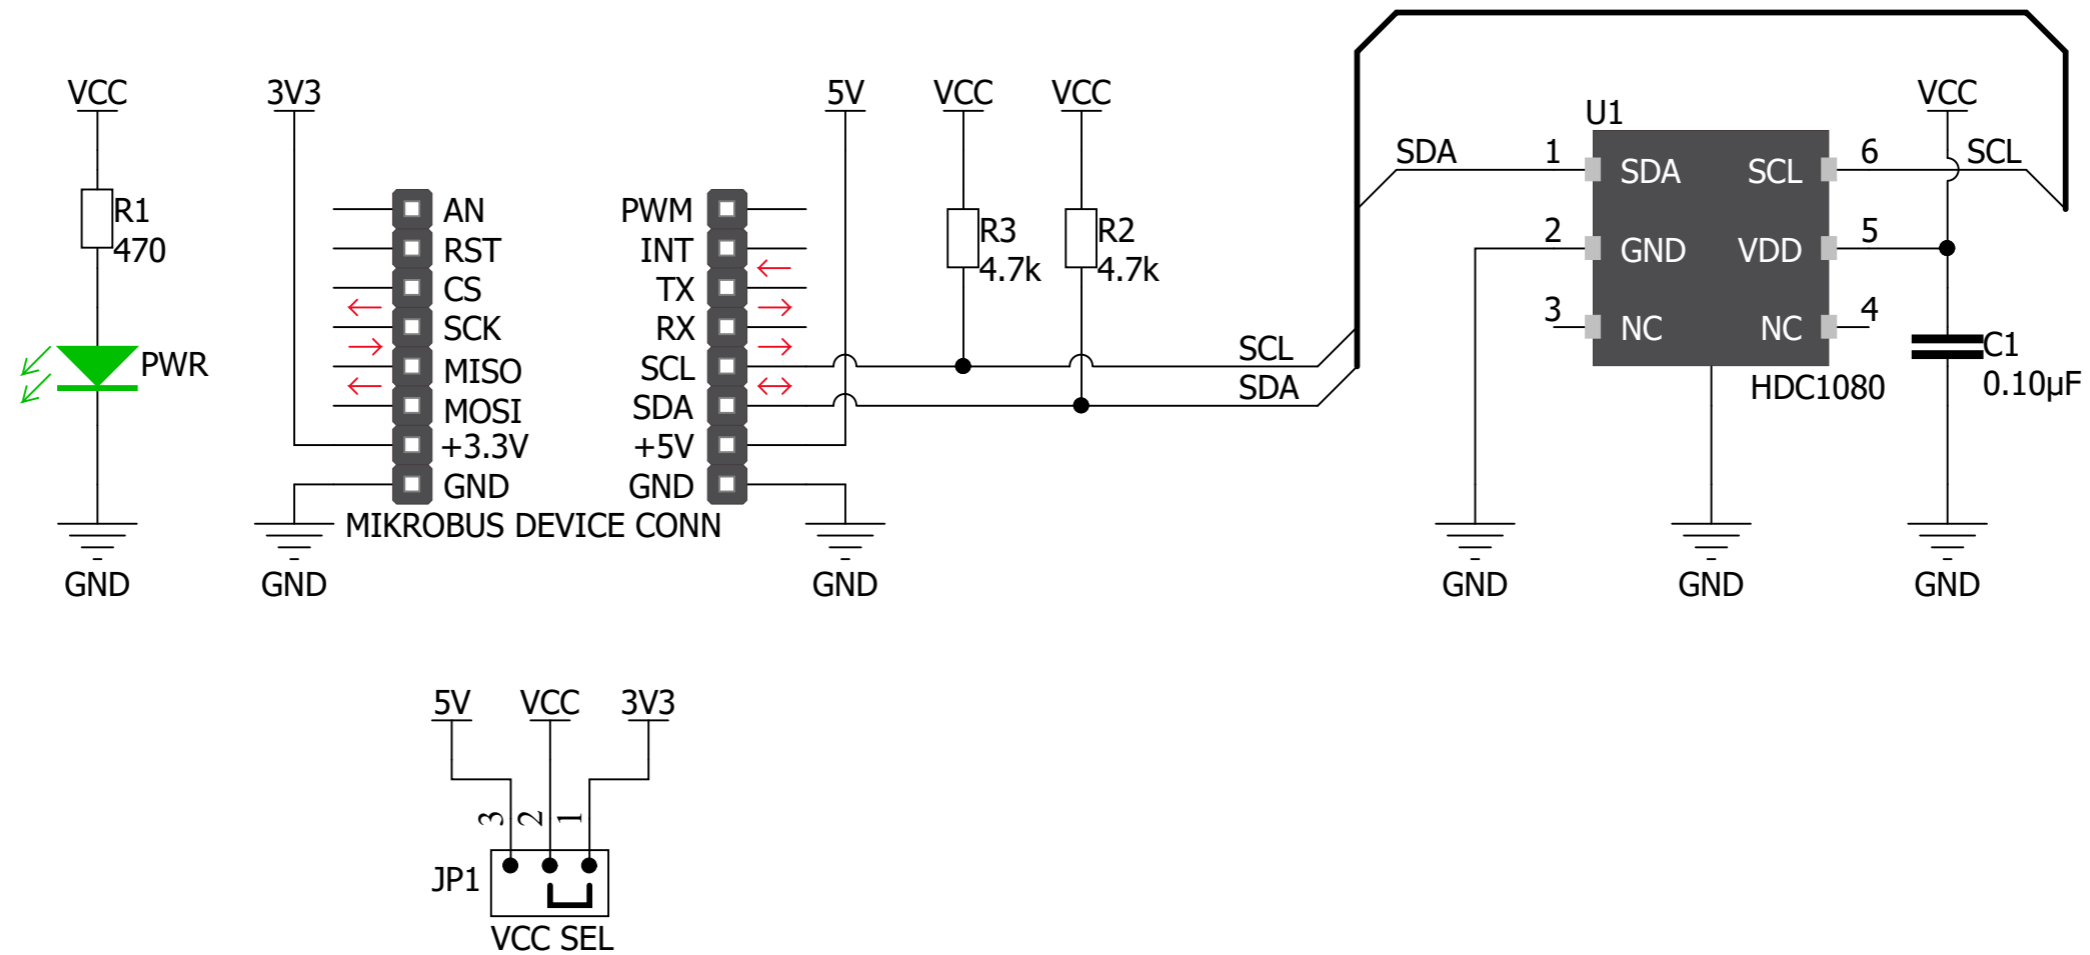 VCC
R1
470
PWR
GND
3V3
GND
AN
RST
CS
SCK
MISO
MOSI
+3.3V
GND
PWM
INT
TX
RX
SCL
SDA
+5V
GND
MIKROBUS DEVICE CONN
5V
GND
VCC
R3
4.7k
VCC
R2
4.7k
SCL
SDA
SDA
SCL
U1
1 SDA
2 GND
3 NC
SCL 6
VDD 5
NC 4
HDC1080
VCC
C1
0.10µF
GND
GND
GND
5V VCC 3V3
3 2 1
JP1
VCC SEL